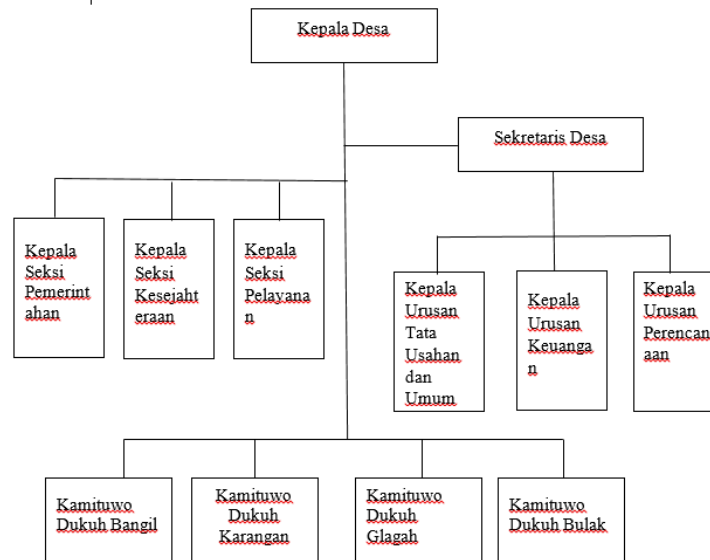 Kepala Desa
Sekretaris Desa
Kepala
Seksi
Pemerint
ahan
Kepala
Seksi
Kesejaht
eraan
Kepala
Seksi
Pelayana
n
Kepala
Urusan
Tata
Usahan
dan
Umum
Kepala
Urusan
Keuanga
n
Kepala
Urusan
Perencan
aan
Kamituwo
Dukuh Bangil
Kamituwo
Dukuh
Karangan
Kamituwo
Dukuh
Glagah
Kamituwo
Dukuh Bulak